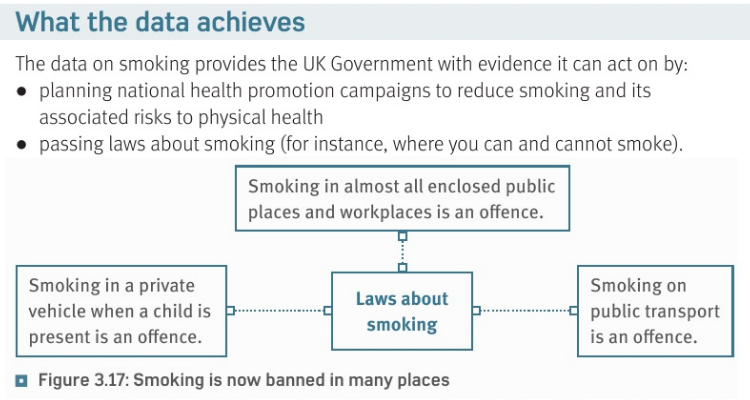 What the data achieves
The data on smoking provides the UK Government with evidence it can act on by:
● planning national health promotion campaigns to reduce smoking and its
associated risks to physical health
● passing laws about smoking (for instance, where you can and cannot smoke).
Smoking in almost all enclosed public
places and workplaces is an offence.
Smoking in a private
vehicle when a child is
present is an offence.
Laws about
smoking
Smoking on
public transport
is an offence.
Figure 3.17: Smoking is now banned in many places